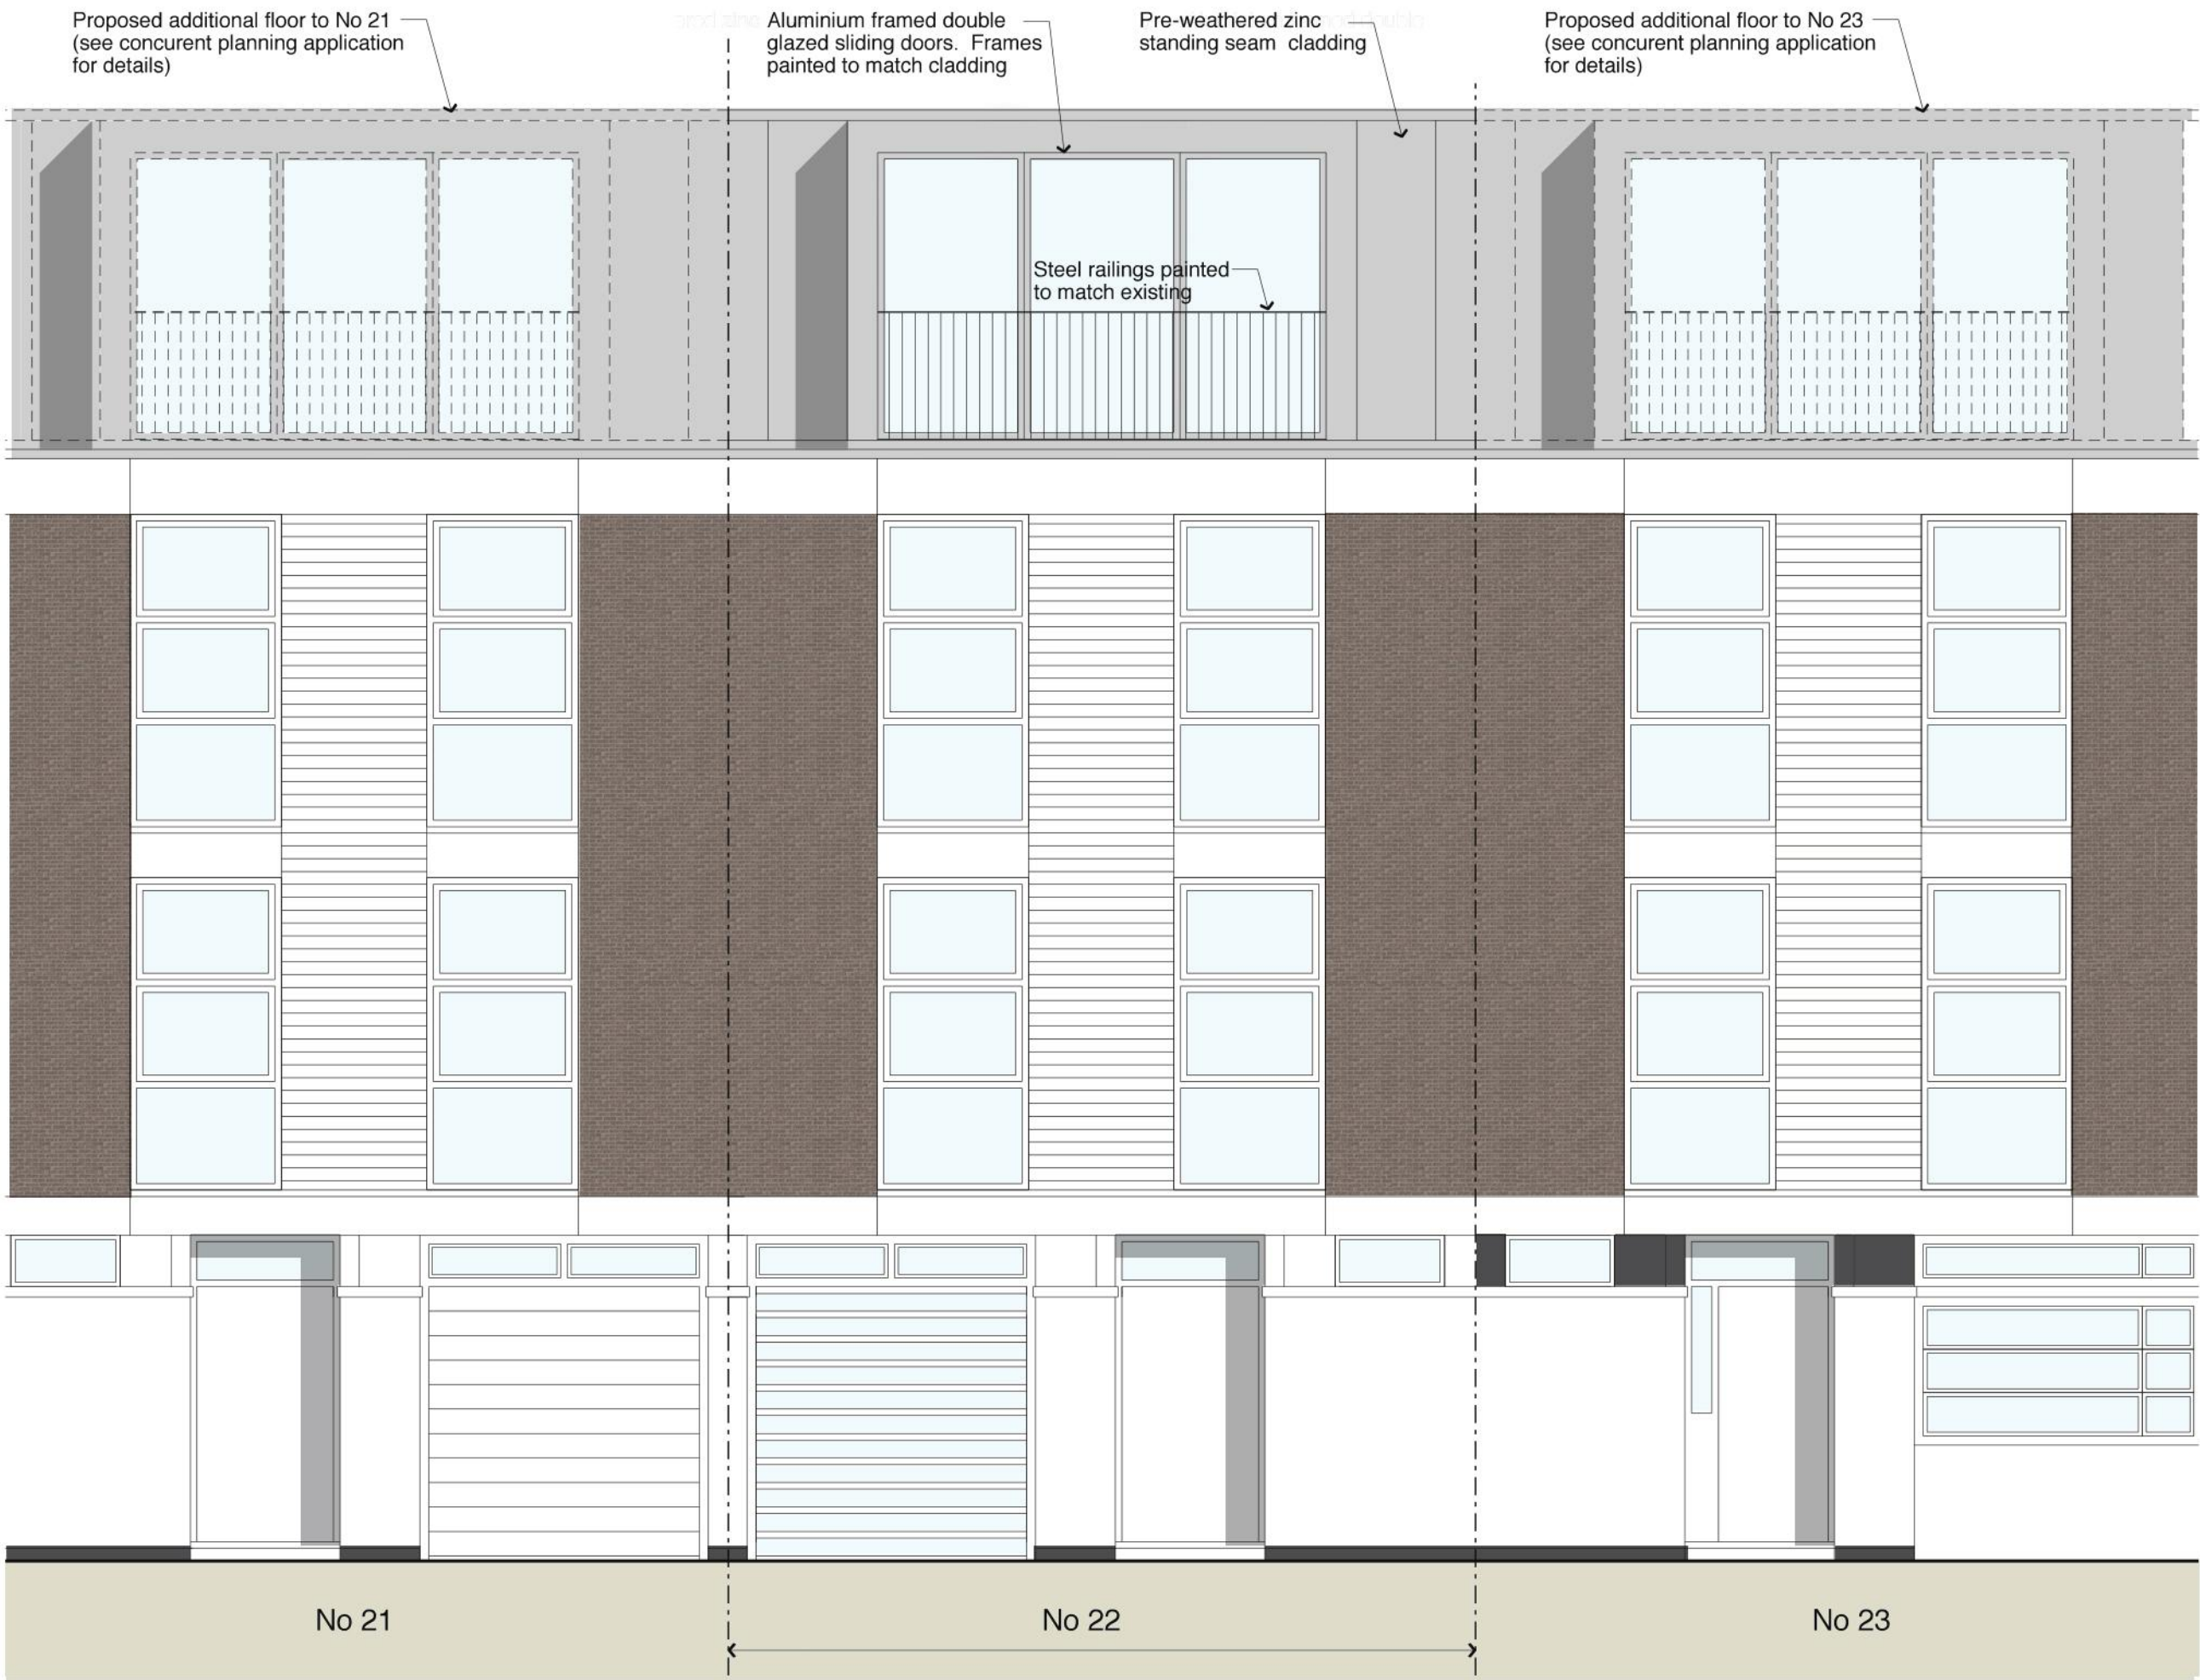 Proposed additional floor to No 21
(see concurent planning application
for details)
Aluminium framed double
glazed sliding doors. Frames
painted to match cladding
Pre-weathered zinc
standing seam cladding
Proposed additional floor to No 23
(see concurent planning application
for details)
Steel railings painted
to match existing
No 21
No 22
No 23